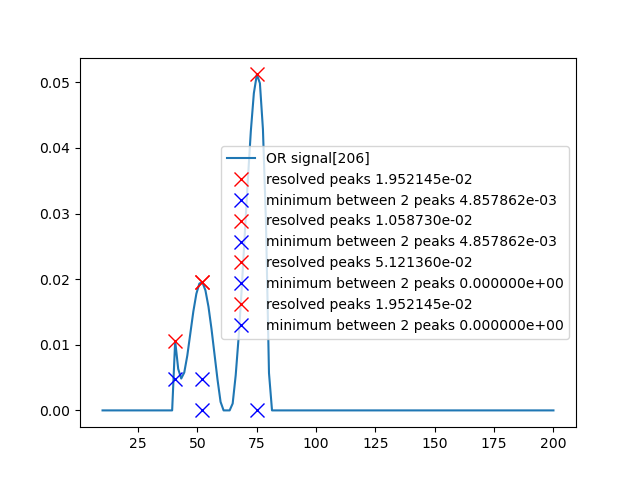 0.05
0.04
0.03
0.02
0.01
0.00
OR signal[206]
resolved peaks 1.952145e-02
minimum between 2 peaks 4.857862e-03
resolved peaks 1.058730e-02
minimum between 2 peaks 4.857862e-03
resolved peaks 5.121360e-02
minimum between 2 peaks 0.000000e+00
resolved peaks 1.952145e-02
minimum between 2 peaks 0.000000e+00
25 50 75 100 125 150 175 200